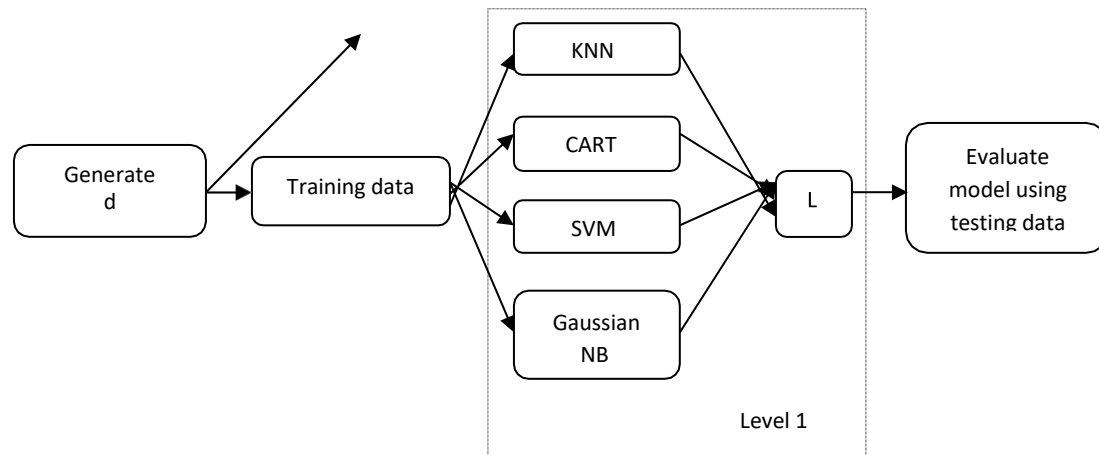 Generate
d
Training data
KNN
CART
SVM
Gaussian
NB
L
Level 1
Evaluate
model using
testing data